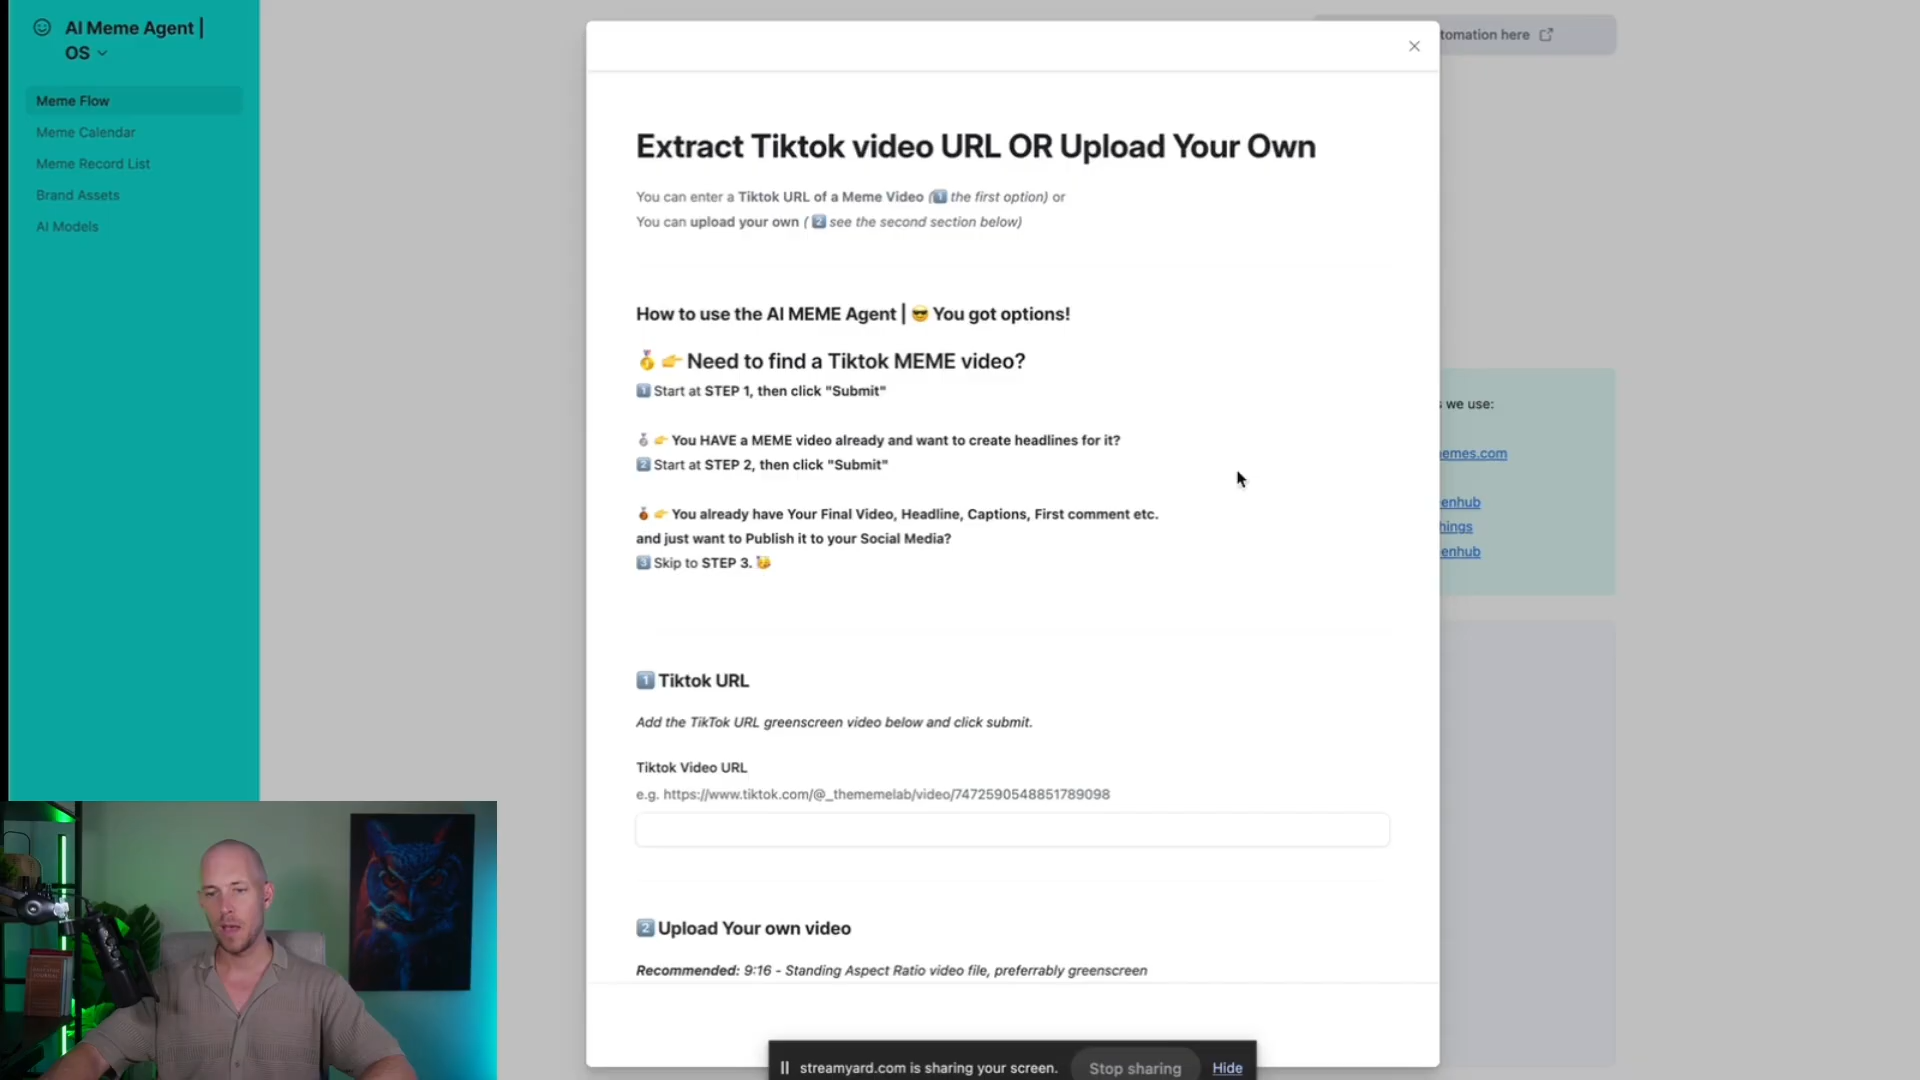 AI Meme Agent |
OS
Meme Flow
Meme Calendar
Meme Record List
Brand Assets
AI Models
tomation here
Extract Tiktok video URL OR Upload Your Own
You can enter a Tiktok URL of a Meme Video (1️⃣ the first option) or
You can upload your own ( 2️⃣ see the second section below)
How to use the AI MEME Agent | 😎 You got options!
🥇 👉 Need to find a Tiktok MEME video?
1️⃣ Start at STEP 1, then click "Submit"
🥈 👉 You HAVE a MEME video already and want to create headlines for it?
2️⃣ Start at STEP 2, then click "Submit"
🥉 👉 You already have Your Final Video, Headline, Captions, First comment etc.
and just want to Publish it to your Social Media?
3️⃣ Skip to STEP 3. 🥳
1️⃣ Tiktok URL
Add the TikTok URL greenscreen video below and click submit.
Tiktok Video URL
e.g. https://www.tiktok.com/@_thememelab/video/7472590548851789098
2️⃣ Upload Your own video
Recommended: 9:16 - Standing Aspect Ratio video file, preferrably greenscreen
we use:
emes.com
enhub
hings
enhub
streamyard.com is sharing your screen.
Stop sharing
Hide